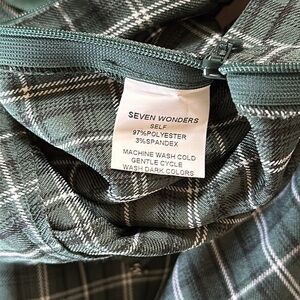 SEVEN WONDERS
SELF
97%POLYESTER
3%SPANDEX
MACHINE WASH COLD
GENTLE CYCLE
WASH DARK COLORS